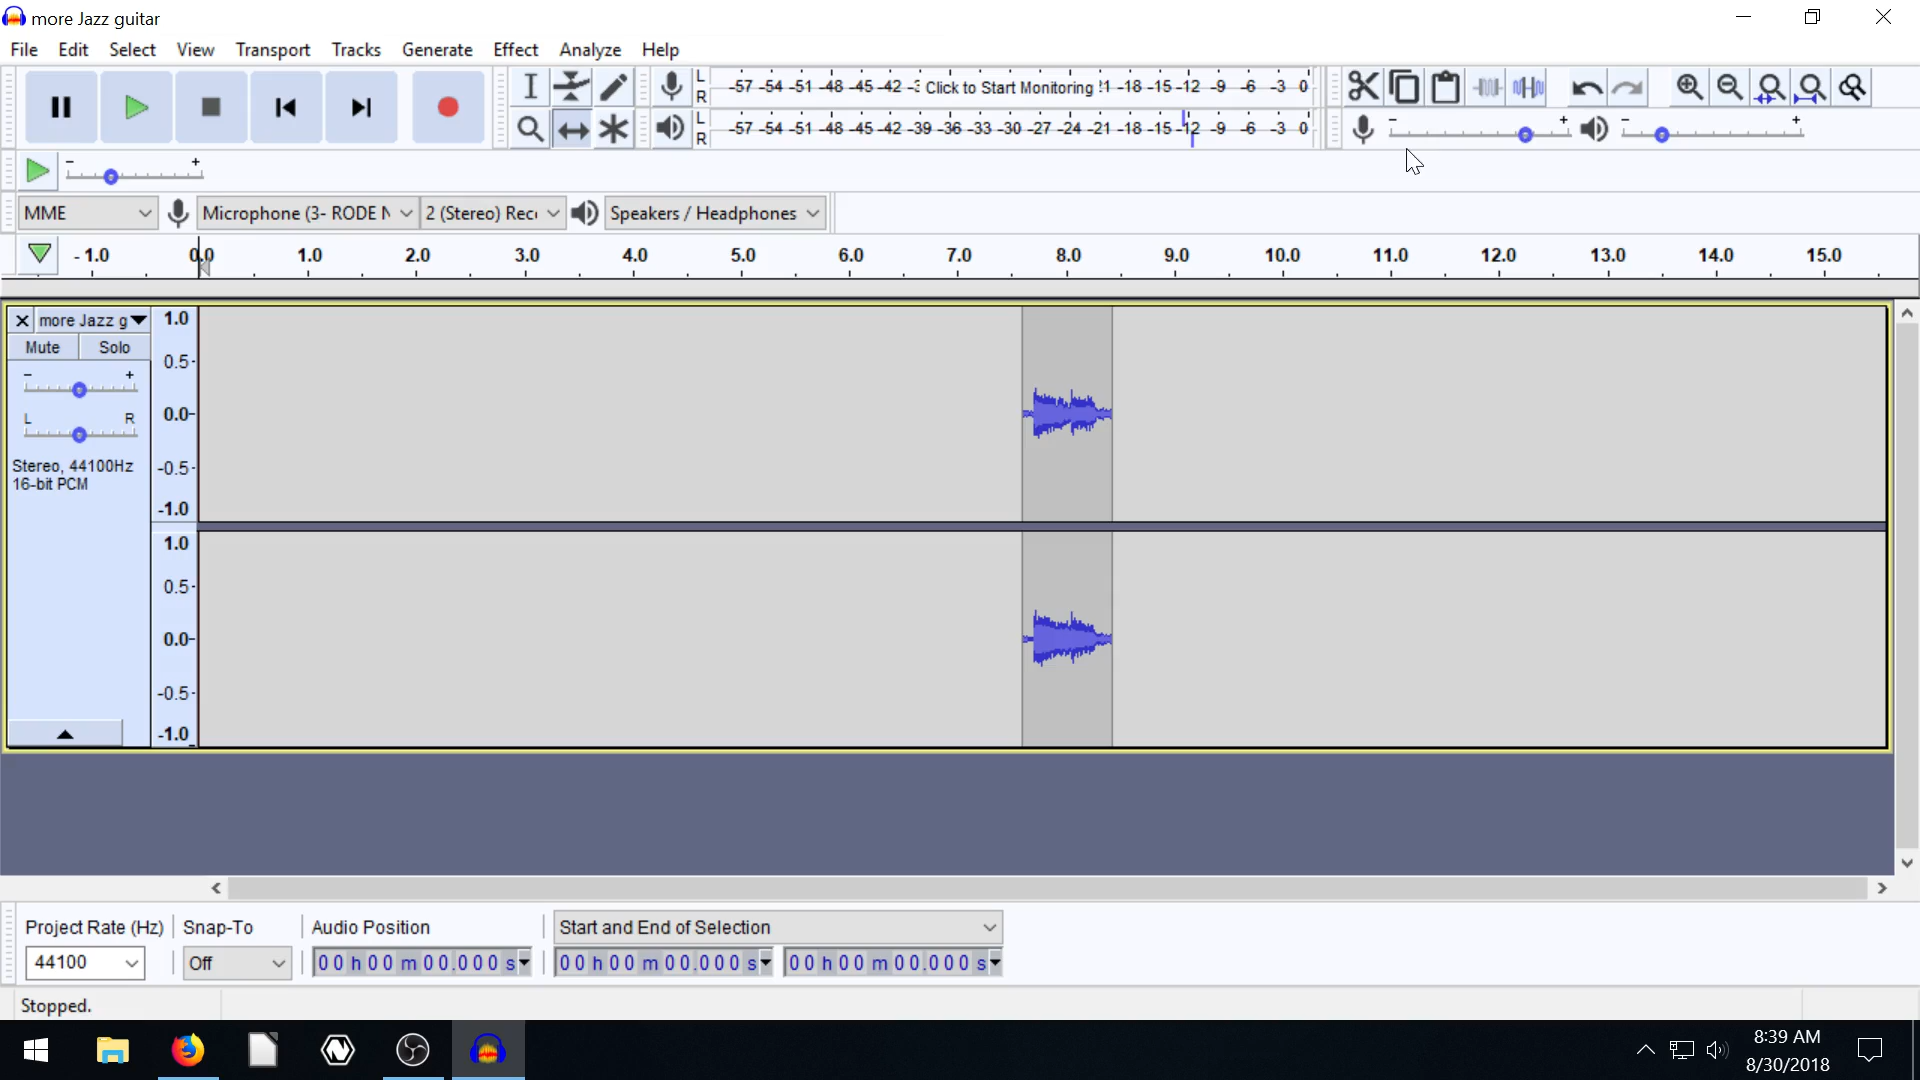 more Jazz guitar
File Edit Select View Transport Tracks Generate Effect Analyze Help
L R -57 -54 -51 -48 -45 -42 Click to Start Monitoring -18 -15 -12 -9 -6 -3 0
L R -57 -54 -51 -48 -45 -42 -39 -36 -33 -30 -27 -24 -21 -18 -15 -12 -9 -6 -3 0
- + - +
- +
MME Microphone (3- RODE 2 (Stereo) Rec Speakers / Headphones
-1.0 0.0 1.0 2.0 3.0 4.0 5.0 6.0 7.0 8.0 9.0 10.0 11.0 12.0 13.0 14.0 15.0
more Jazz g 1.0
Mute Solo
0.5
- +
L R 0.0
Stereo, 44100Hz -0.5
16-bit PCM
-1.0
1.0
0.5
0.0
-0.5
-1.0
Project Rate (Hz) Snap-To Audio Position Start and End of Selection
44100 Off 00 h 00 m 00.000 s 00 h 00 m 00.000 s 00 h 00 m 00.000 s
Stopped.
8:39 AM
8/30/2018